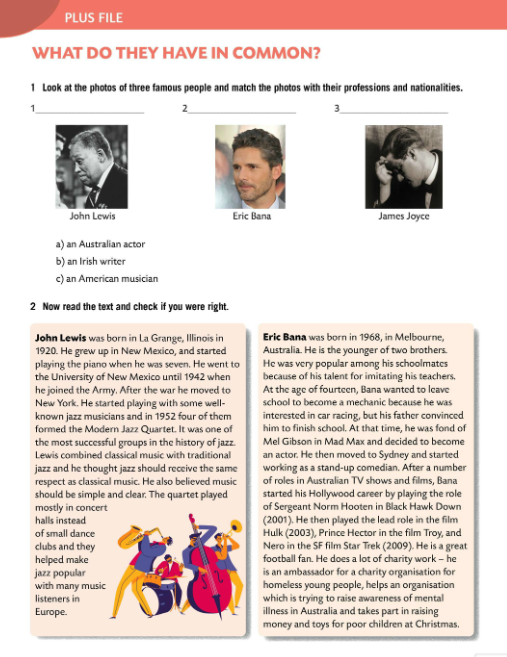 PLUS FILE
WHAT DO THEY HAVE IN COMMON?
1 Look at the photos of three famous people and match the photos with their professions and nationalities.
1____________________ 2____________________ 3____________________
John Lewis Eric Bana James Joyce
a) an Australian actor
b) an Irish writer
c) an American musician
2 Now read the text and check if you were right.
John Lewis was born in La Grange, Illinois in
1920. He grew up in New Mexico, and started
playing the piano when he was seven. He went to
the University of New Mexico until 1942 when
he joined the Army. After the war he moved to
New York. He started playing with some well-
known jazz musicians and in 1952 four of them
formed the Modern Jazz Quartet. It was one of
the most successful groups in the history of jazz.
Lewis combined classical music with traditional
jazz and he thought jazz should receive the same
respect as classical music. He also believed music
should be simple and clear. The quartet played
mostly in concert
halls instead
of small dance
clubs and they
helped make
jazz popular
with many music
listeners in
Europe.
Eric Bana was born in 1968, in Melbourne,
Australia. He is the younger of two brothers.
He was very popular among his schoolmates
because of his talent for imitating his teachers.
At the age of fourteen, Bana wanted to leave
school to become a mechanic because he was
interested in car racing, but his father convinced
him to finish school. At that time, he was fond of
Mel Gibson in Mad Max and decided to become
an actor. He then moved to Sydney and started
working as a stand-up comedian. After a number
of roles in Australian TV shows and films, Bana
started his Hollywood career by playing the role
of Sergeant Norm Hooten in Black Hawk Down
(2001). He then played the lead role in the film
Hulk (2003), Prince Hector in the film Troy, and
Nero in the SF film Star Trek (2009). He is a great
football fan. He does a lot of charity work – he
is an ambassador for a charity organisation for
homeless young people, helps an organisation
which is trying to raise awareness of mental
illness in Australia and takes part in raising
money and toys for poor children at Christmas.